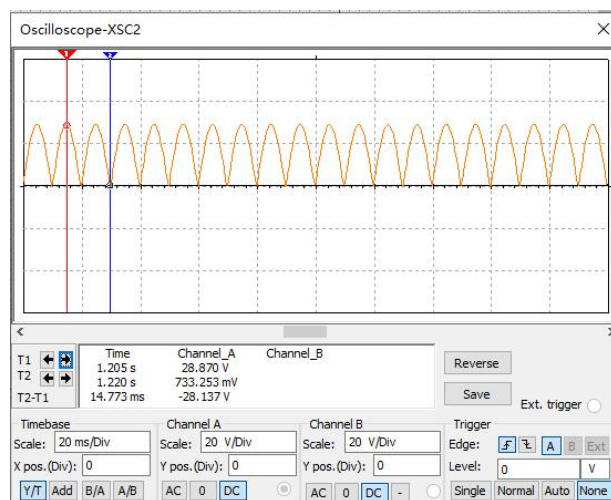 Oscilloscope-XSC2
1
2
Time Channel_A Channel_B
T1 1.205 s 28.870 V
T2 1.220 s 733.253 mV
T2-T1 14.773 ms -28.137 V
Reverse
Save
Ext. trigger
Timebase
Scale: 20 ms/Div
X pos.(Div): 0
Y/T Add B/A A/B
Channel A
Scale: 20 V/Div
Y pos.(Div): 0
AC 0 DC
Channel B
Scale: 20 V/Div
Y pos.(Div): 0
AC 0 DC -
Trigger
Edge: A B Ext
Level: 0 V
Single Normal Auto None